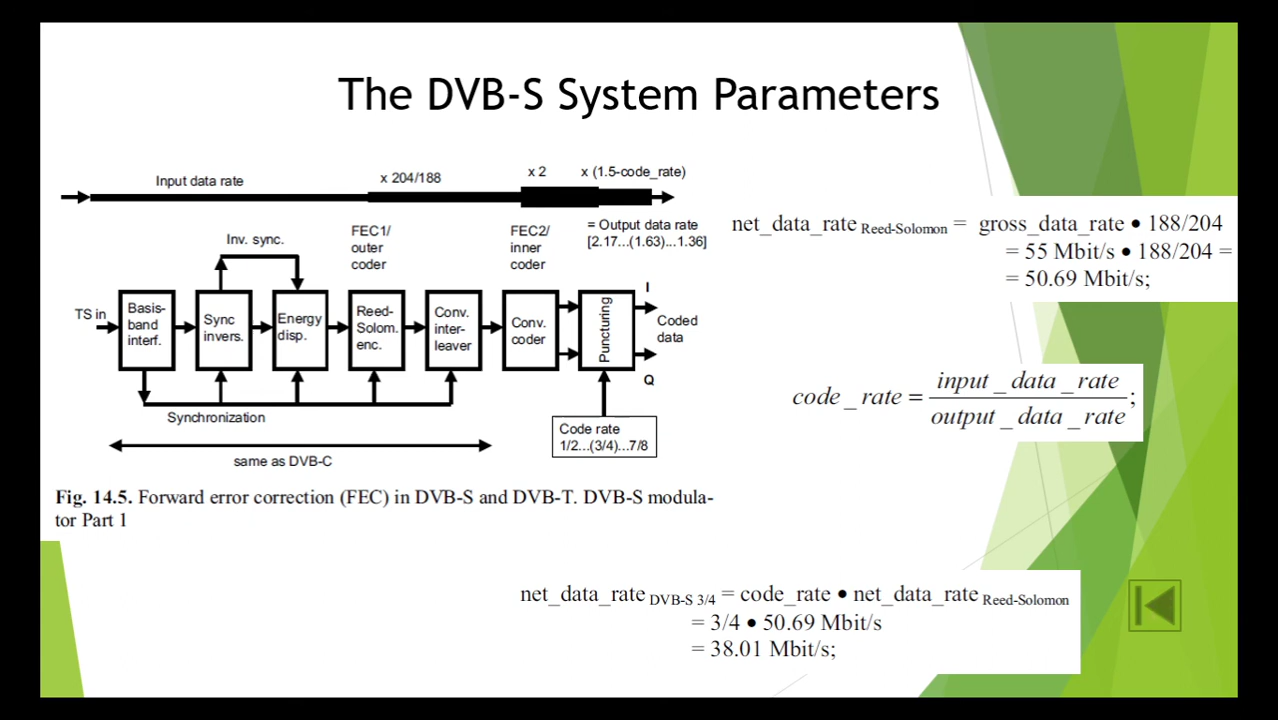 The DVB-S System Parameters
Input data rate
x 204/188
x 2
x (1.5-code_rate)
= Output data rate
[2.17...(1.63)...1.36]
FEC1/
outer
coder
FEC2/
inner
coder
Inv. sync.
TS in
Basis-
band
interf.
Sync
invers.
Energy
disp.
Reed-
Solom.
enc.
Conv.
inter-
leaver
Conv.
coder
Puncturing
I
Coded
data
Q
Synchronization
Code rate
1/2...(3/4)...7/8
same as DVB-C
Fig. 14.5. Forward error correction (FEC) in DVB-S and DVB-T. DVB-S modula-
tor Part 1
net_data_rate Reed-Solomon = gross_data_rate • 188/204
= 55 Mbit/s • 188/204 =
= 50.69 Mbit/s;
code_rate = input_data_rate
output_data_rate ;
net_data_rate DVB-S 3/4 = code_rate • net_data_rate Reed-Solomon
= 3/4 • 50.69 Mbit/s
= 38.01 Mbit/s;